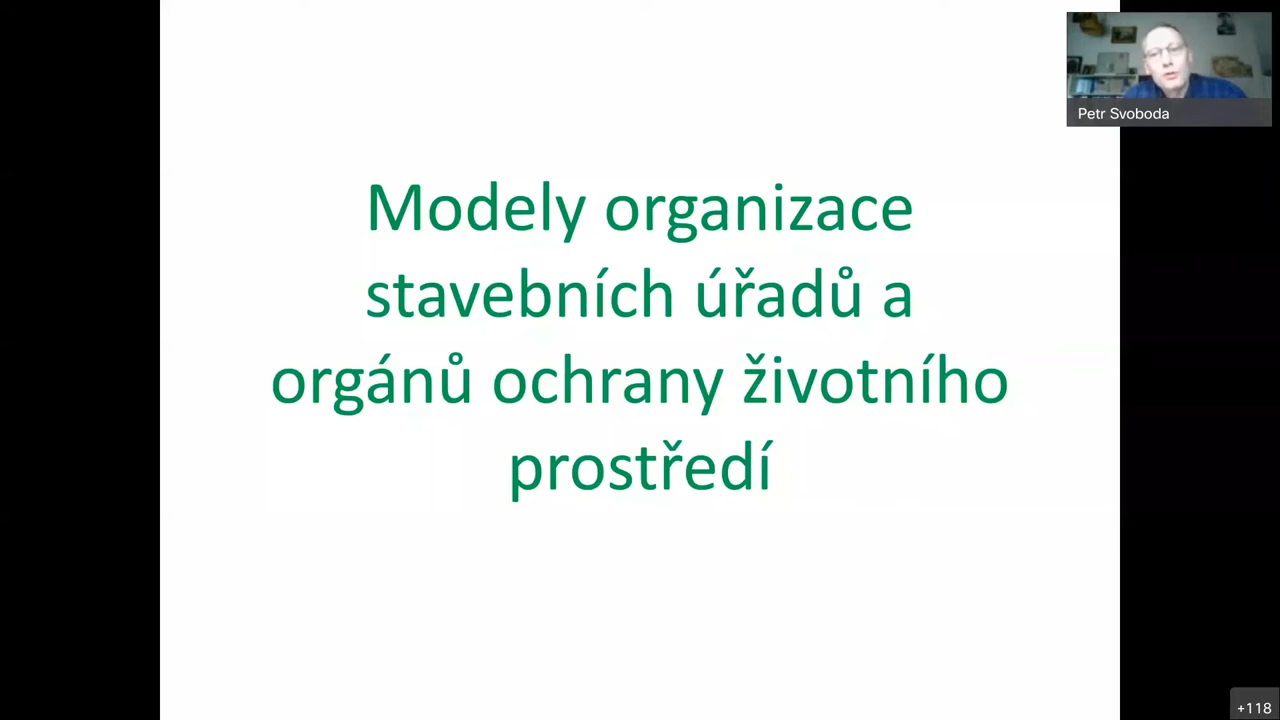 Petr Svoboda
Modely organizace
stavebních úřadů a
orgánů ochrany životního
prostředí
+118